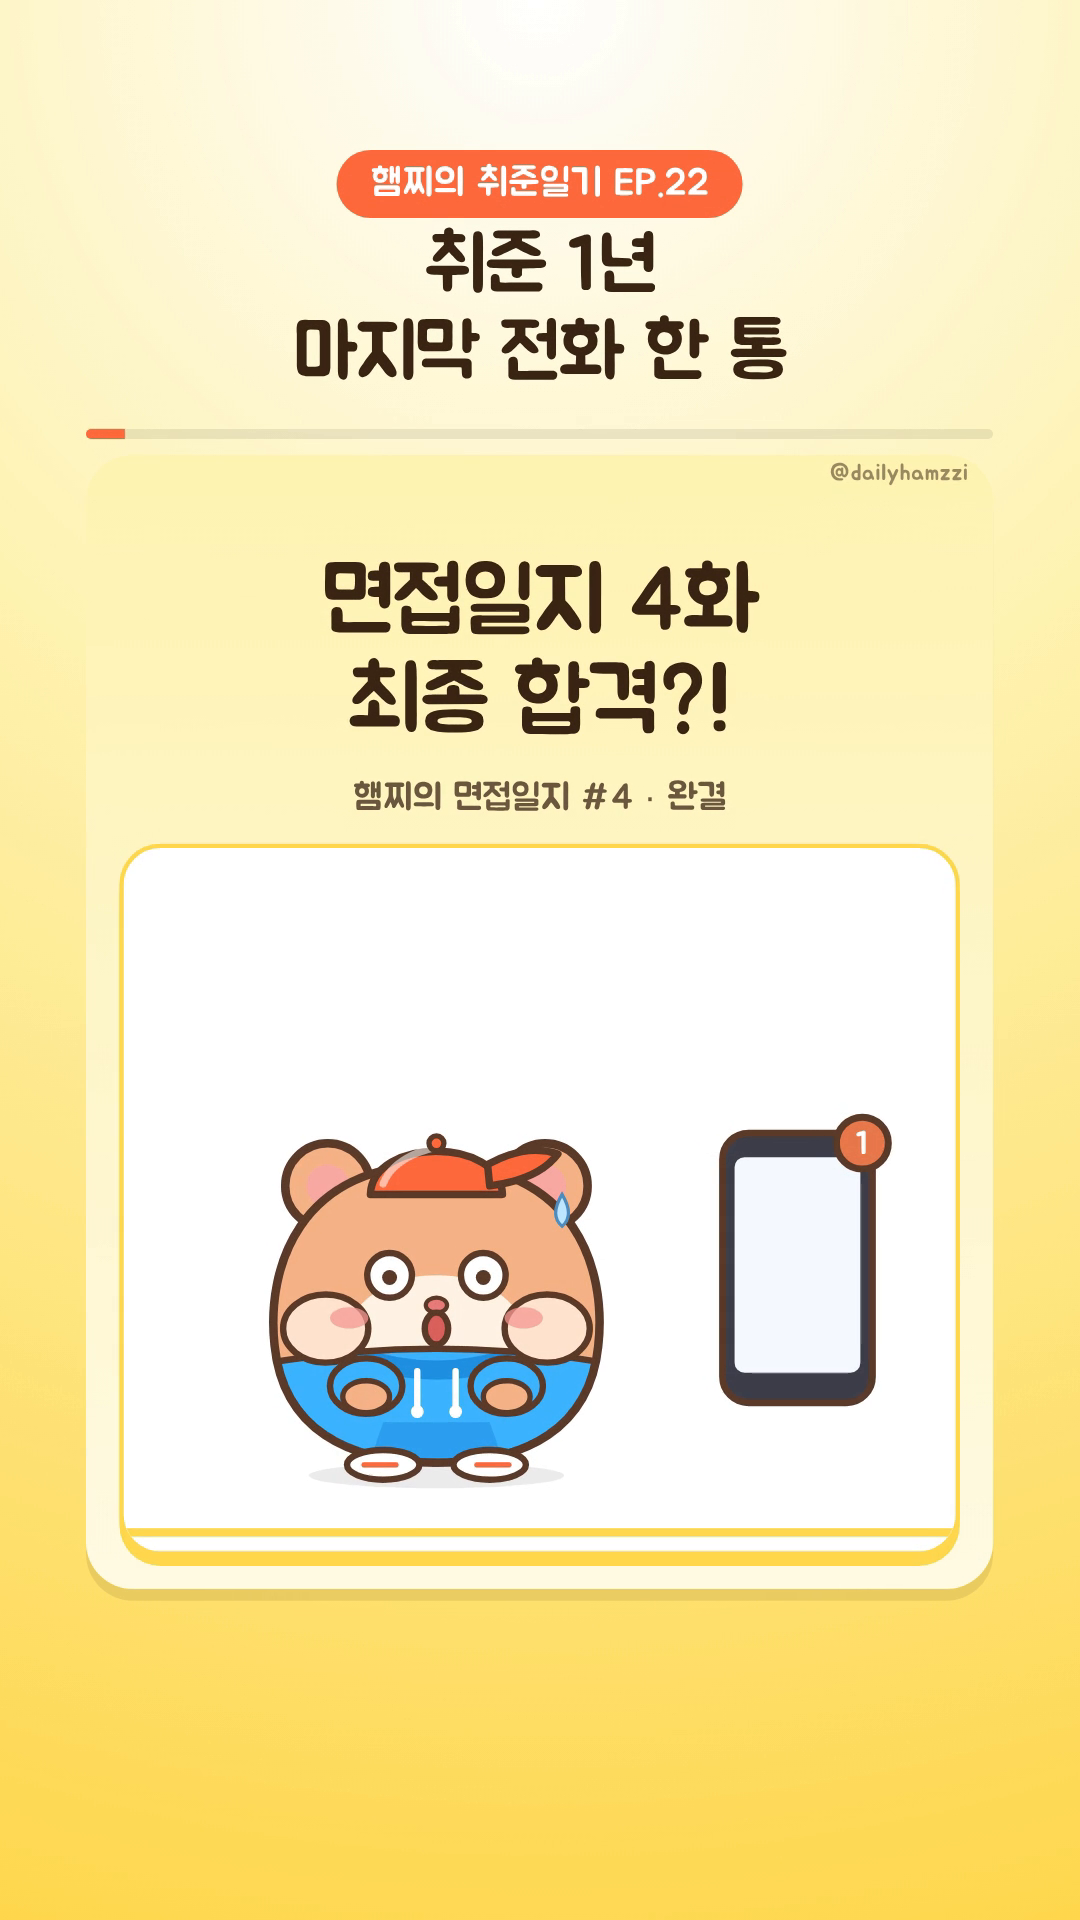 햄찌의 취준일기 EP.22
취준 1년
마지막 전화 한 통
@dailyhamzzi
면접일지 4화
최종 합격?!
햄찌의 면접일지 #4 · 완결
1